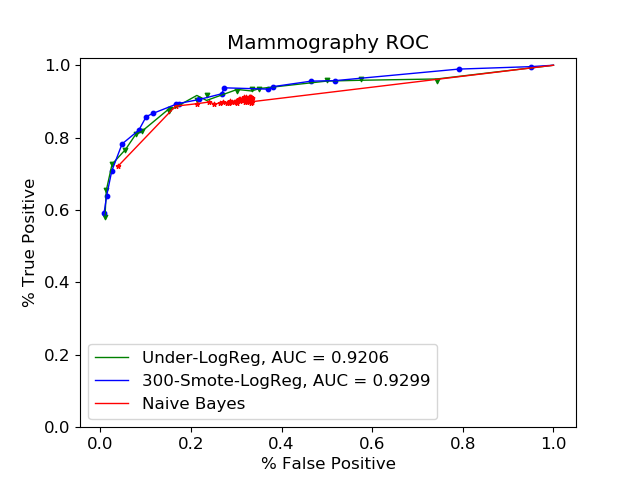 Mammography ROC
1.0
0.8
0.6
0.4
0.2
0.0
% True Positive
Under-LogReg, AUC = 0.9206
300-Smote-LogReg, AUC = 0.9299
Naive Bayes
0.0 0.2 0.4 0.6 0.8 1.0
% False Positive